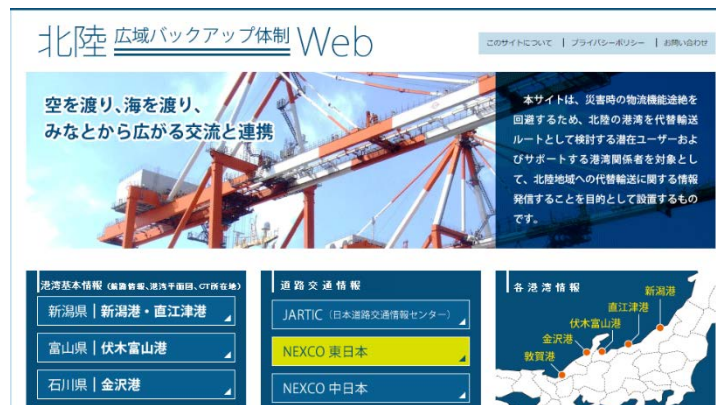 北陸 広域バックアップ体制 Web
このサイトについて | プライバシーポリシー | お問い合わせ
空を渡り、海を渡り、
みなとから広がる交流と連携
本サイトは、災害時の物流機能途絶を
回避するため、北陸の港湾を代替輸送
ルートとして検討する潜在ユーザーおよ
びサポートする港湾関係者を対象とし
て、北陸地域への代替輸送に関する情報
発信することを目的として設置するもの
です。
港湾基本情報(航路情報、港湾平面図、CT所在地)
新潟県 | 新潟港・直江津港
富山県 | 伏木富山港
石川県 | 金沢港
道路交通情報
JARTIC(日本道路交通情報センター)
NEXCO 東日本
NEXCO 中日本
各港湾情報
新潟港
直江津港
伏木富山港
金沢港
敦賀港